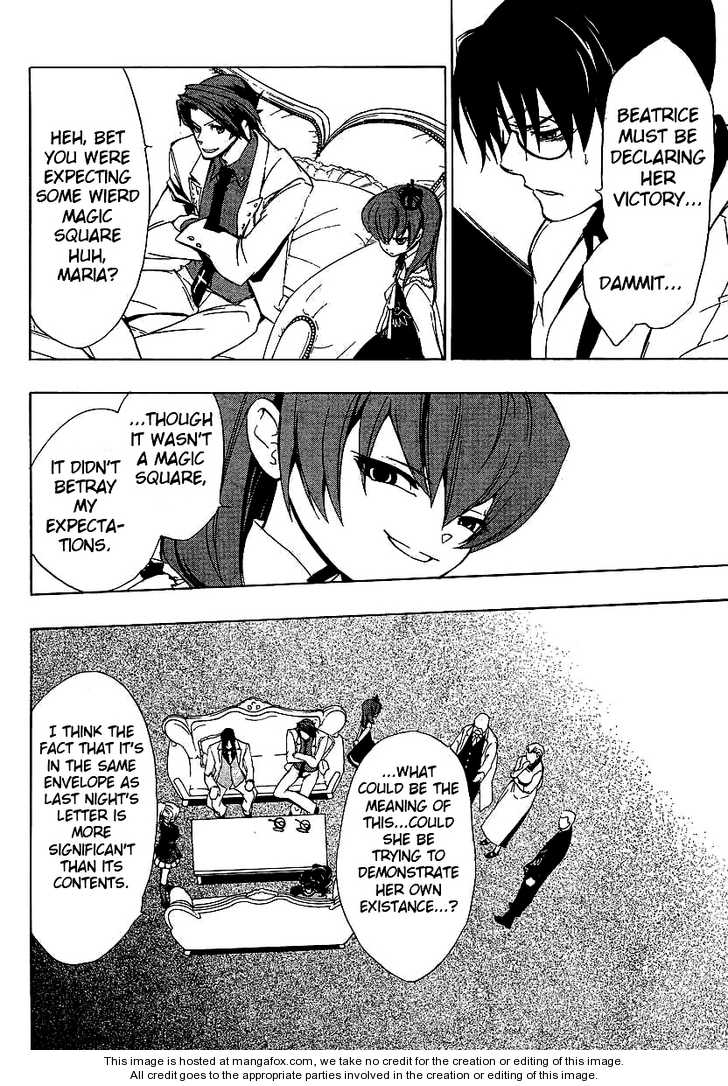 BEATRICE
MUST BE
DECLARING
HER
VICTORY...
DAMMIT...
HEH, BET
YOU WERE
EXPECTING
SOME WIERD
MAGIC
SQUARE
HUH,
MARIA?
...THOUGH
IT WASN'T
A MAGIC
SQUARE,
IT DIDN'T
BETRAY
MY
EXPECTA-
TIONS.
...WHAT
COULD BE THE
MEANING OF
THIS...COULD
SHE BE
TRYING TO
DEMONSTRATE
HER OWN
EXISTANCE...?
I THINK THE
FACT THAT IT'S
IN THE SAME
ENVELOPE AS
LAST NIGHT'S
LETTER IS
MORE
SIGNIFICAN'T
THAN ITS
CONTENTS.
This image is hosted at mangafox.com, we take no credit for the creation or editing of this image.
All credit goes to the appropriate parties involved in the creation or editing of this image.